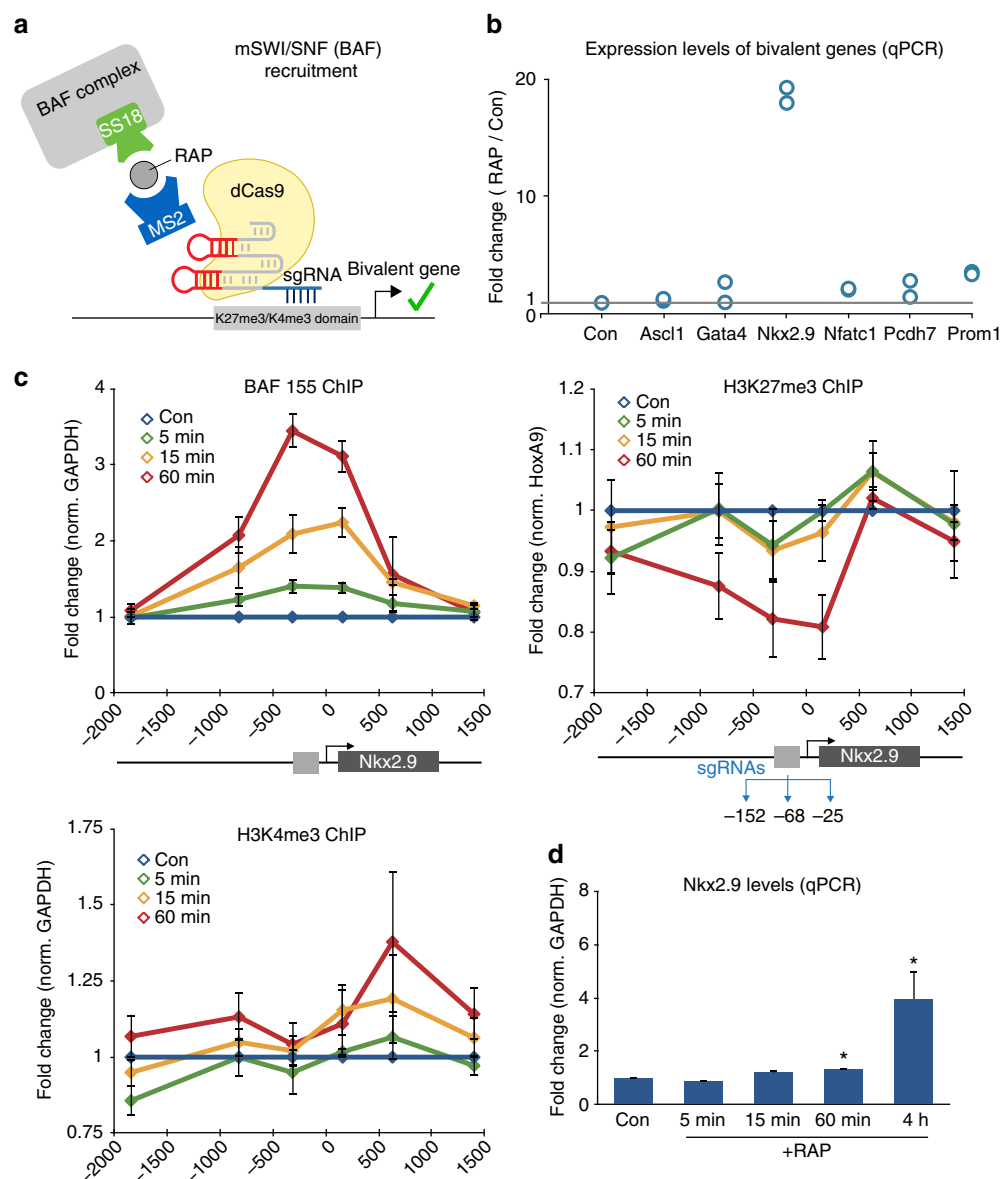 a
mSWI/SNF (BAF)
recruitment
BAF complex
SS18
RAP
MS2
dCas9
sgRNA
Bivalent gene
K27me3/K4me3 domain
b
Expression levels of bivalent genes (qPCR)
Fold change ( RAP / Con)
20
10
1
0
Con Ascl1 Gata4 Nkx2.9 Nfatc1 Pcdh7 Prom1
c
BAF 155 ChIP
Fold change (norm. GAPDH)
4
3
2
1
0
Con
5 min
15 min
60 min
−2000 −1500 −1000 −500 0 500 1000 1500
Nkx2.9
H3K27me3 ChIP
Fold change (norm. HoxA9)
1.2
1.1
1
0.9
0.8
0.7
Con
5 min
15 min
60 min
−2000 −1500 −1000 −500 0 500 1000 1500
Nkx2.9
sgRNAs
−152 −68 −25
H3K4me3 ChIP
Fold change (norm. GAPDH)
1.75
1.5
1.25
1
0.75
Con
5 min
15 min
60 min
−2000 −1500 −1000 −500 0 500 1000 1500
d
Nkx2.9 levels (qPCR)
Fold change (norm. GAPDH)
8
6
4
2
0
*
*
Con 5 min 15 min 60 min 4 h
+RAP